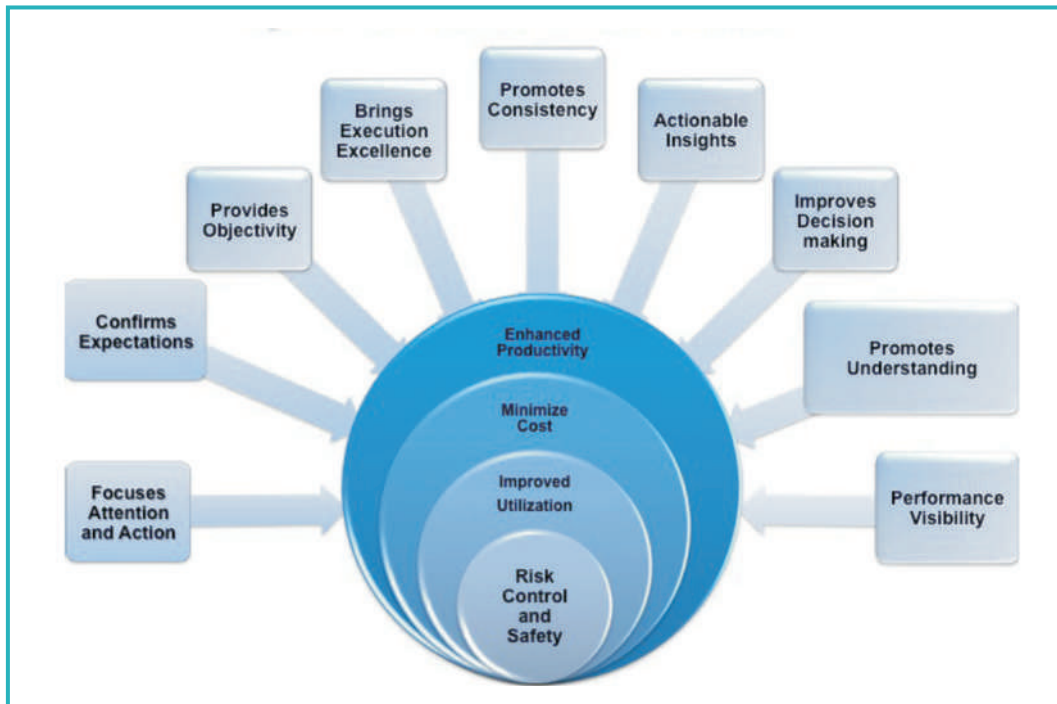 Promotes
Consistency
Brings
Execution
Excellence
Actionable
Insights
Provides
Objectivity
Improves
Decision
making
Confirms
Expectations
Promotes
Understanding
Focuses
Attention
and Action
Performance
Visibility
Enhanced
Productivity
Minimize
Cost
Improved
Utilization
Risk
Control
and
Safety